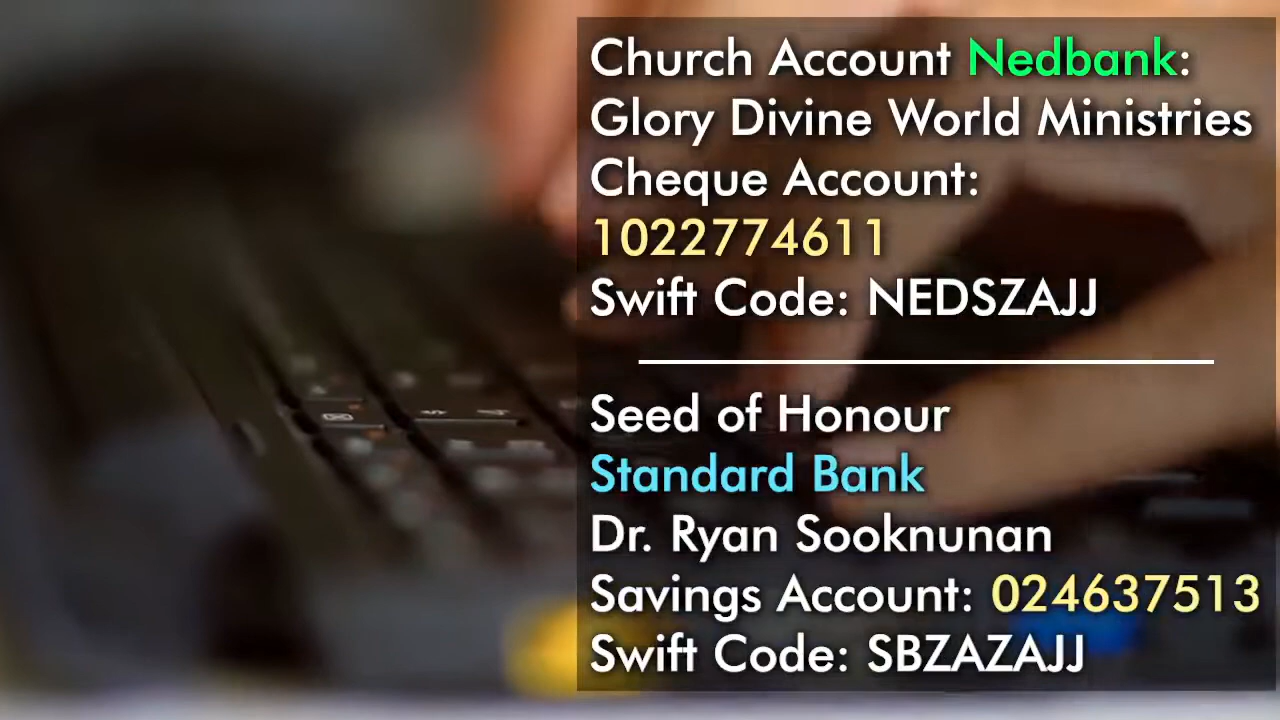 Church Account Nedbank:
Glory Divine World Ministries
Cheque Account:
1022774611
Swift Code: NEDSZAJJ
Seed of Honour
Standard Bank
Dr. Ryan Sooknunan
Savings Account: 024637513
Swift Code: SBZAZAJJ